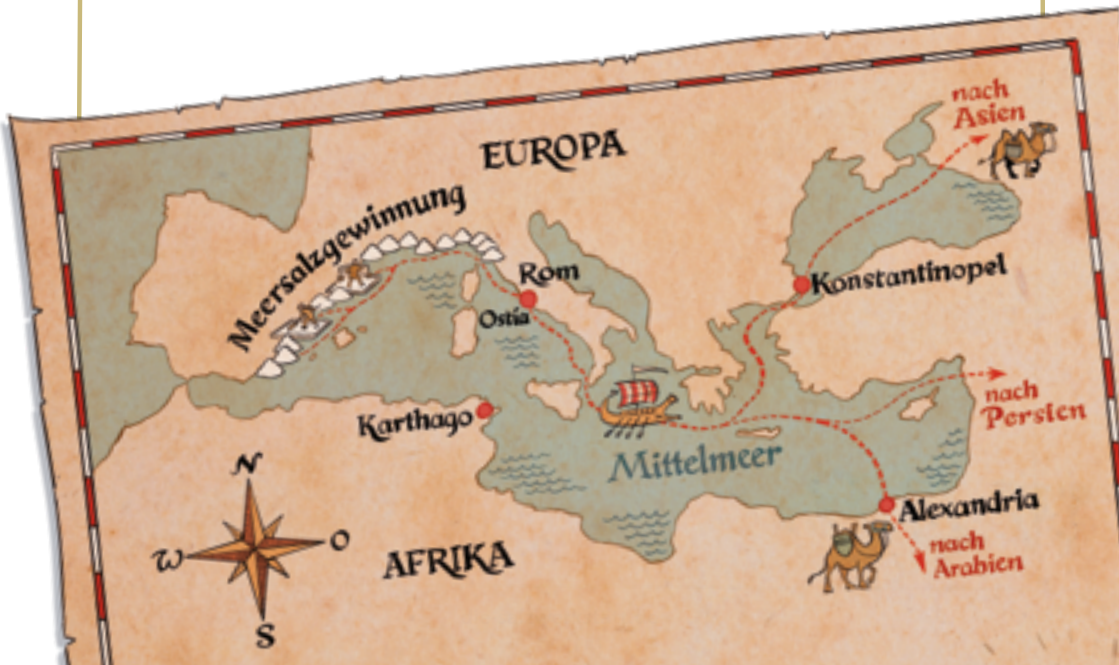 nach
Asien
EUROPA
Meersalzgewinnung
Rom
Konstantinopel
Ostia
nach
Persien
Karthago
Mittelmeer
N
Alexandria
W
O
nach
Arabien
AFRIKA
S